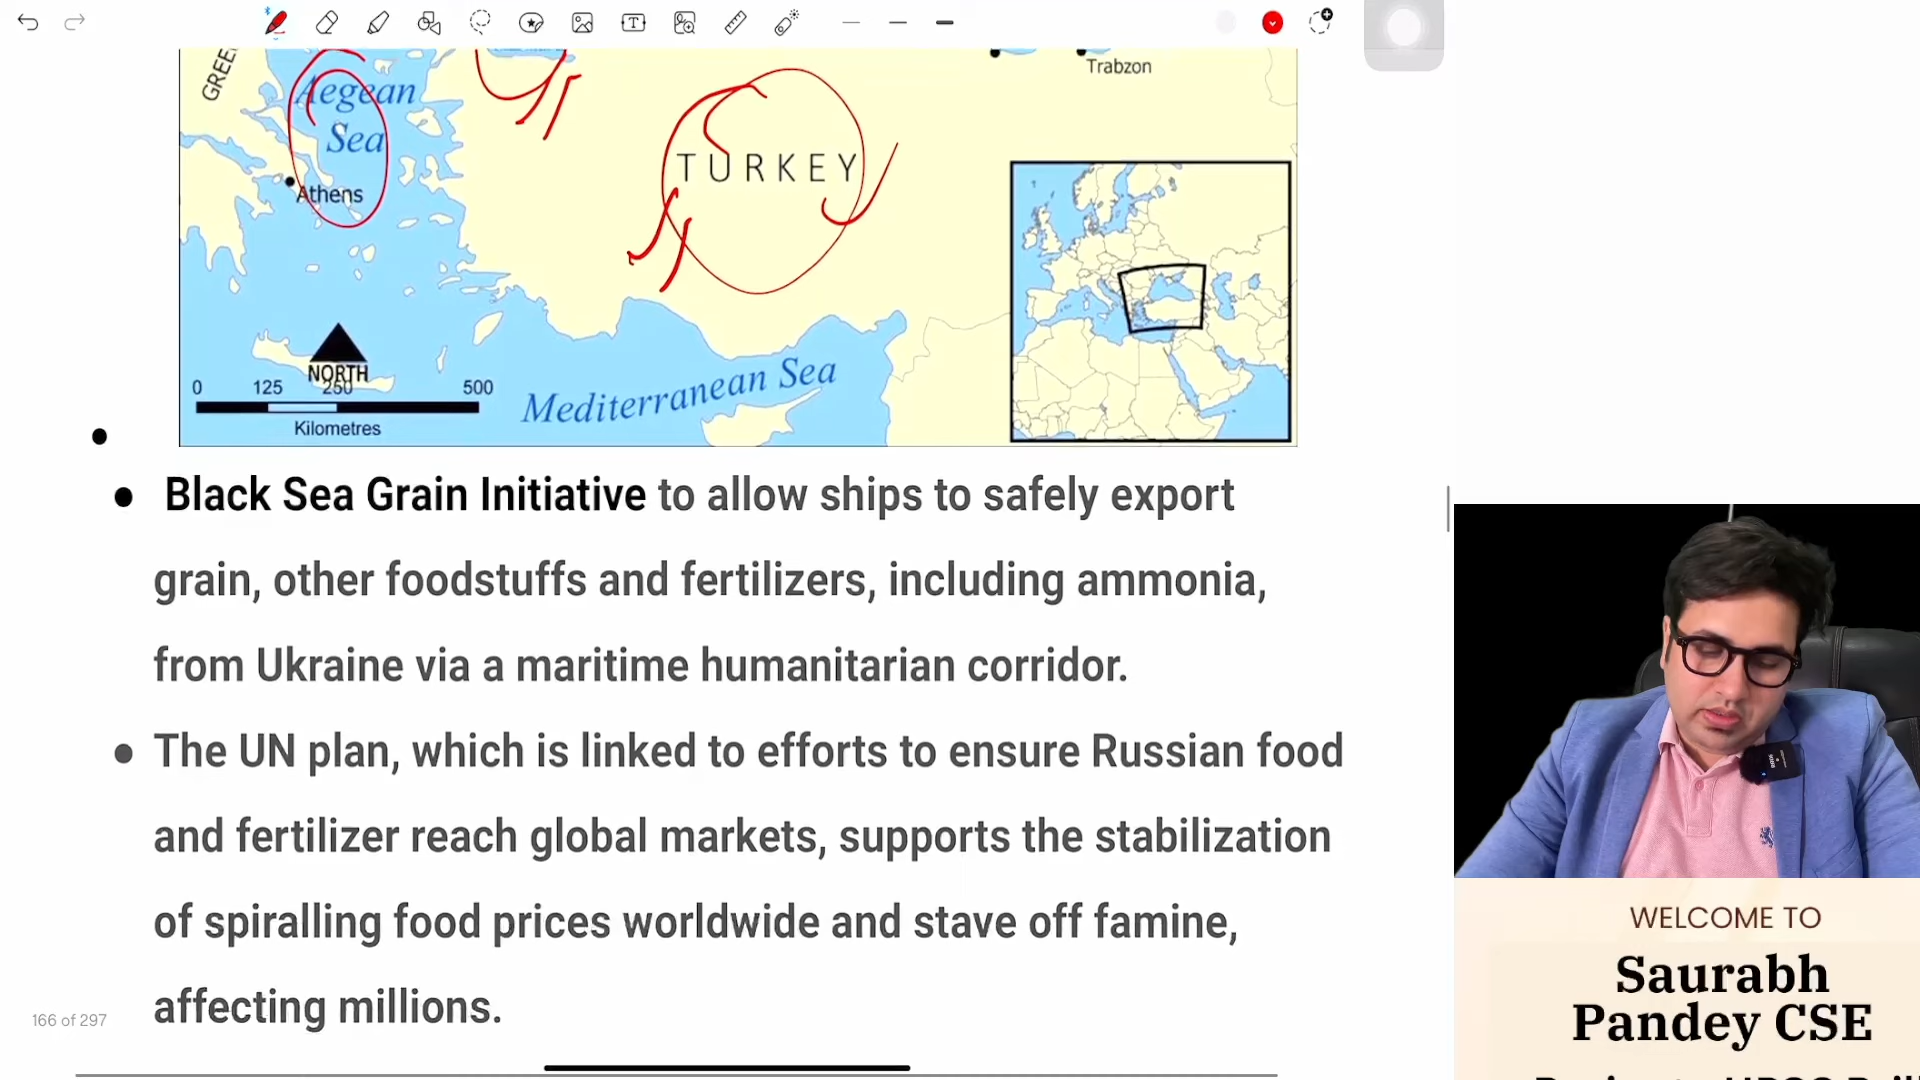 GREE
Aegean
Sea
Athens
TURKEY
Trabzon
NORTH
0 125 250 500
Kilometres
Mediterranean Sea
● Black Sea Grain Initiative to allow ships to safely export
grain, other foodstuffs and fertilizers, including ammonia,
from Ukraine via a maritime humanitarian corridor.
● The UN plan, which is linked to efforts to ensure Russian food
and fertilizer reach global markets, supports the stabilization
of spiralling food prices worldwide and stave off famine,
affecting millions.
166 of 297
WELCOME TO
Saurabh
Pandey CSE